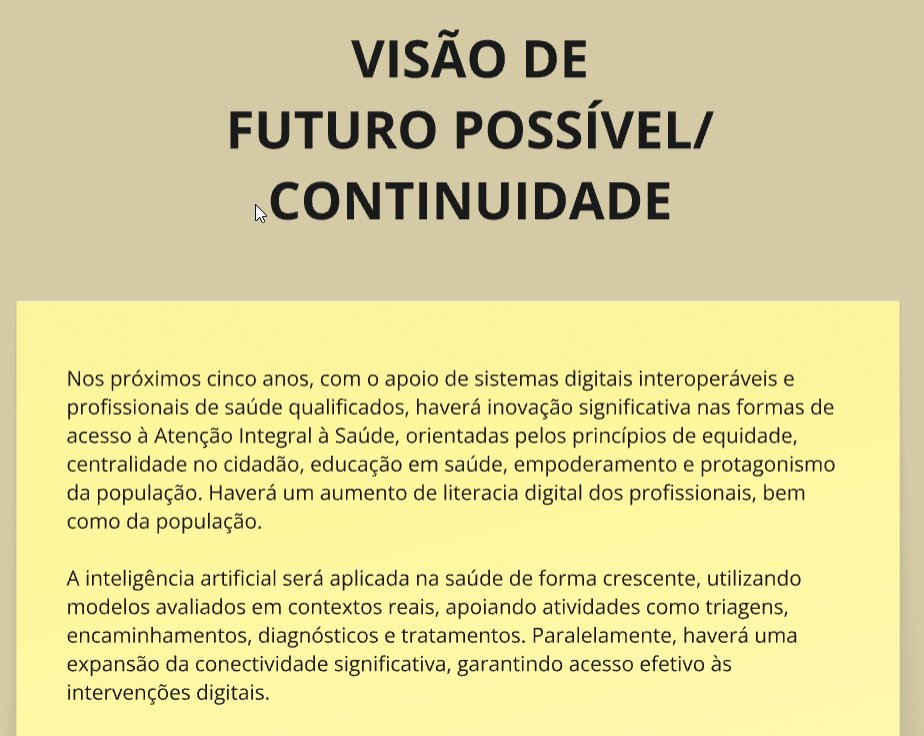 VISÃO DE
FUTURO POSSÍVEL/
CONTINUIDADE
Nos próximos cinco anos, com o apoio de sistemas digitais interoperáveis e
profissionais de saúde qualificados, haverá inovação significativa nas formas de
acesso à Atenção Integral à Saúde, orientadas pelos princípios de equidade,
centralidade no cidadão, educação em saúde, empoderamento e protagonismo
da população. Haverá um aumento de literacia digital dos profissionais, bem
como da população.
A inteligência artificial será aplicada na saúde de forma crescente, utilizando
modelos avaliados em contextos reais, apoiando atividades como triagens,
encaminhamentos, diagnósticos e tratamentos. Paralelamente, haverá uma
expansão da conectividade significativa, garantindo acesso efetivo às
intervenções digitais.